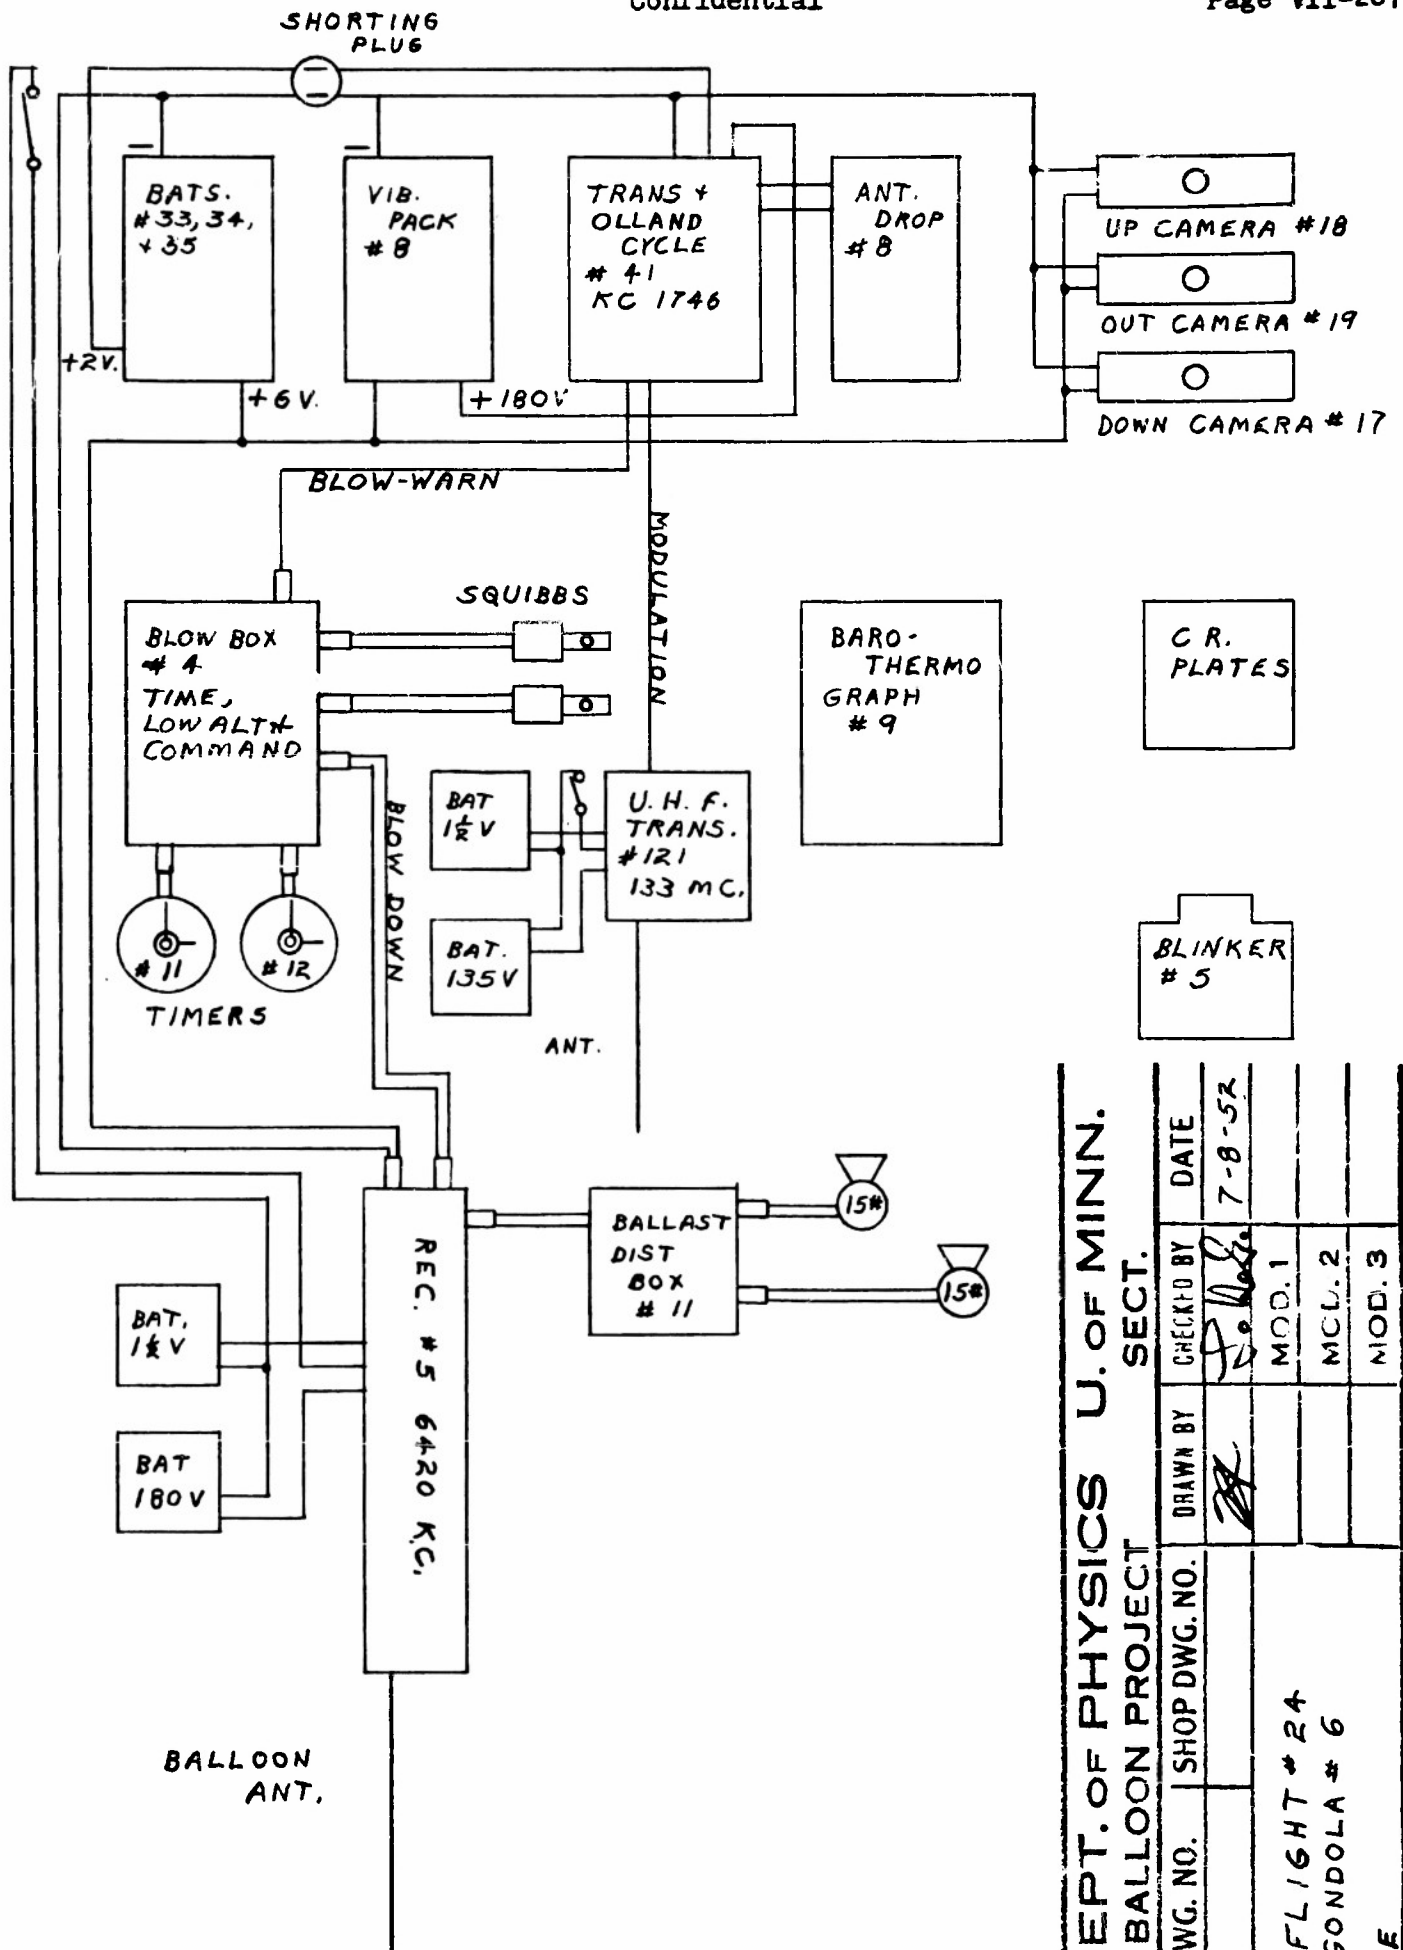 Confidential
SHORTING
PLUG
BATS.
#33, 34,
+ 35
VIB.
PACK
# 8
TRANS +
OLLAND
CYCLE
# 41
KC 1746
ANT.
DROP
# 8
UP CAMERA #18
OUT CAMERA #19
DOWN CAMERA #17
+2V.
+6V.
+180V
BLOW-WARN
MODULATION
SQUIBBS
BLOW BOX
# 4
TIME,
LOW ALT +
COMMAND
BARO-
THERMO
GRAPH
# 9
C R.
PLATES
BAT
1½ V
U. H. F.
TRANS.
#121
133 MC.
BLOW DOWN
BAT.
135V
# 11
# 12
TIMERS
ANT.
BLINKER
# 5
REC. #5 6420 KC.
BALLAST
DIST
BOX
# 11
15#
15#
BAT.
1½ V
BAT
180V
BALLOON
ANT.
EPT. OF PHYSICS U. OF MINN.
BALLOON PROJECT SECT.
WG. NO. SHOP DWG. NO. DRAWN BY CHECKED BY DATE
7-8-52
MOD. 1
MOD. 2
MOD. 3
FLIGHT # 24
GONDOLA # 6